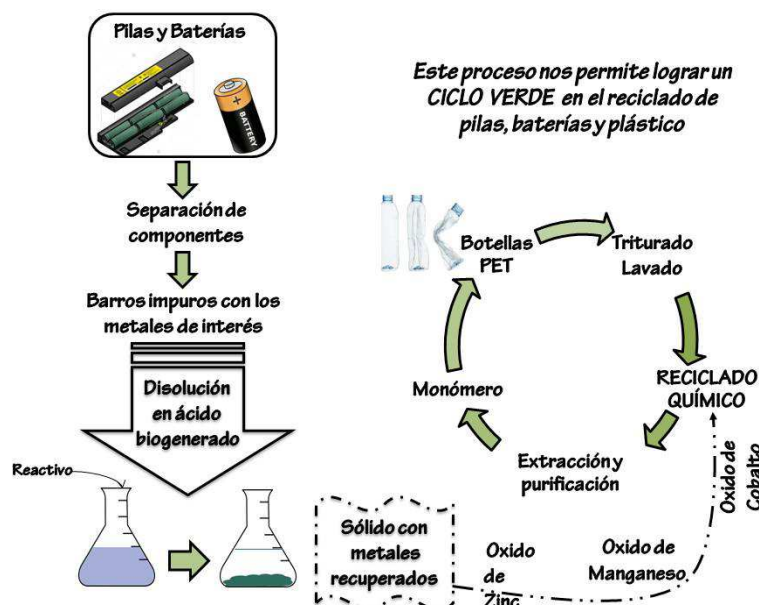 Pilas y Baterías
BATTERY
Separación de
componentes
Barros impuros con los
metales de interés
Disolución
en ácido
biogenerado
Reactivo
Sólido con
metales
recuperados
Este proceso nos permite lograr un
CICLO VERDE en el reciclado de
pilas, baterías y plástico
Botellas
PET
Triturado
Lavado
RECICLADO
QUÍMICO
Extracción y
purificación
Monómero
Oxido
de
Zinc
Oxido de
Manganeso
Oxido de
Cobalto